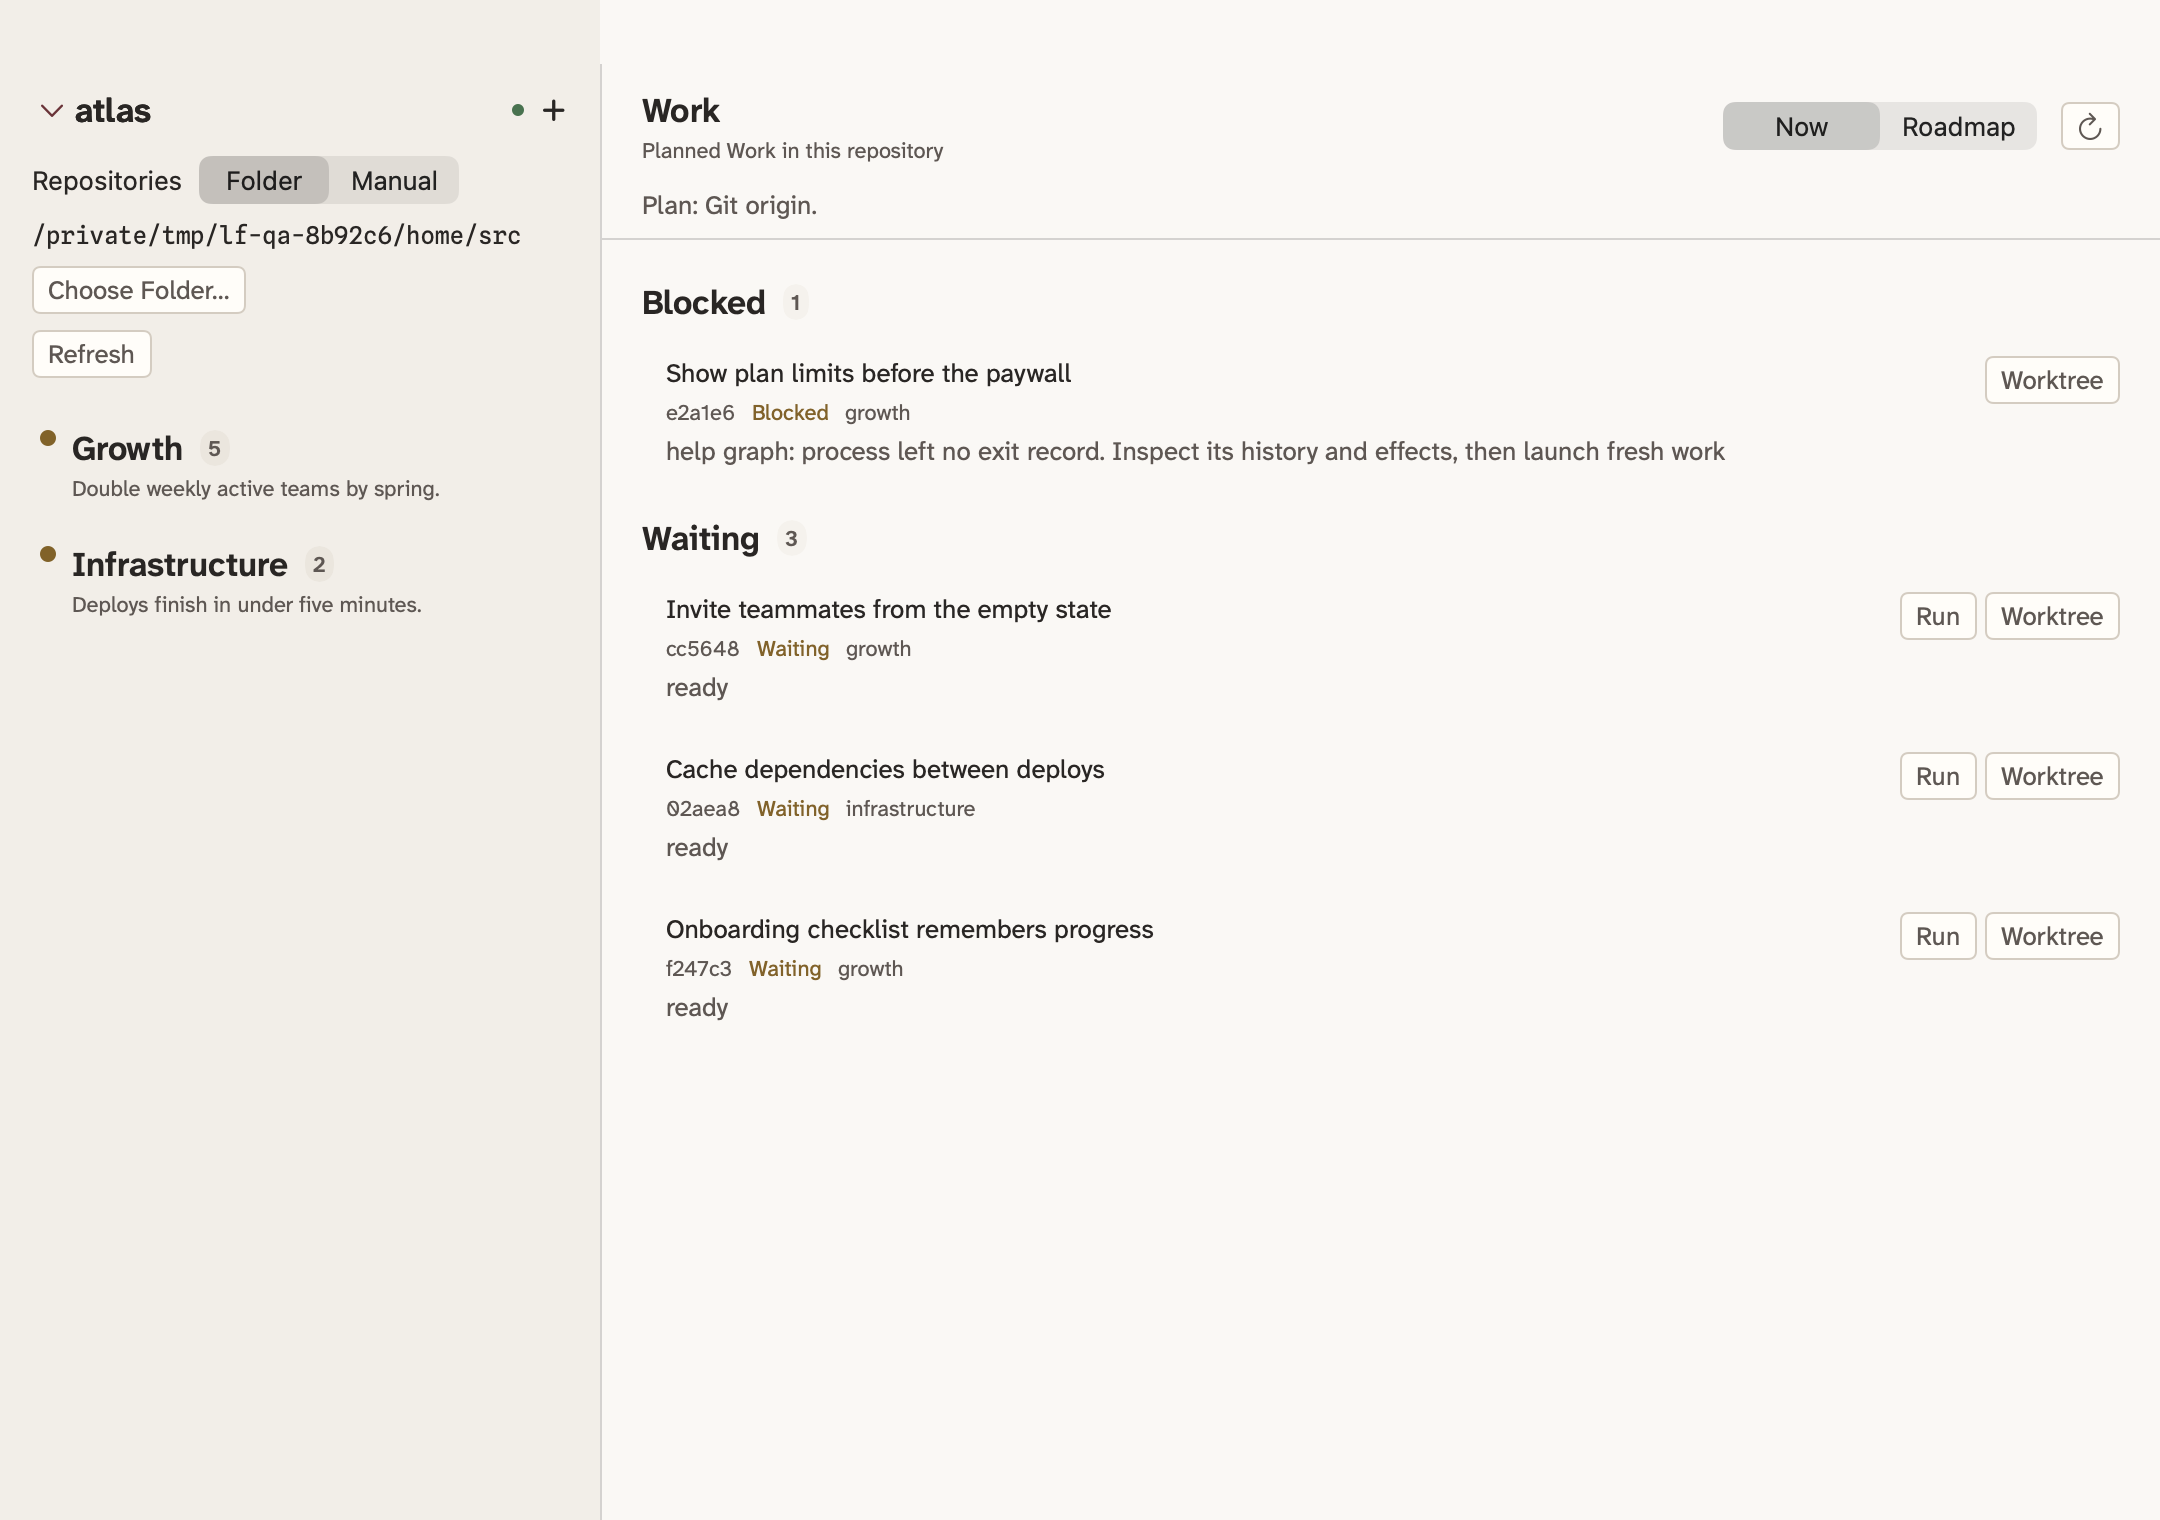 atlas
Repositories Folder Manual
/private/tmp/lf-qa-8b92c6/home/src
Choose Folder...
Refresh
Growth 5
Double weekly active teams by spring.
Infrastructure 2
Deploys finish in under five minutes.
Work
Planned Work in this repository
Plan: Git origin.
Now Roadmap
Blocked 1
Show plan limits before the paywall
Worktree
e2a1e6 Blocked growth
help graph: process left no exit record. Inspect its history and effects, then launch fresh work
Waiting 3
Invite teammates from the empty state
Run Worktree
cc5648 Waiting growth
ready
Cache dependencies between deploys
Run Worktree
02aea8 Waiting infrastructure
ready
Onboarding checklist remembers progress
Run Worktree
f247c3 Waiting growth
ready